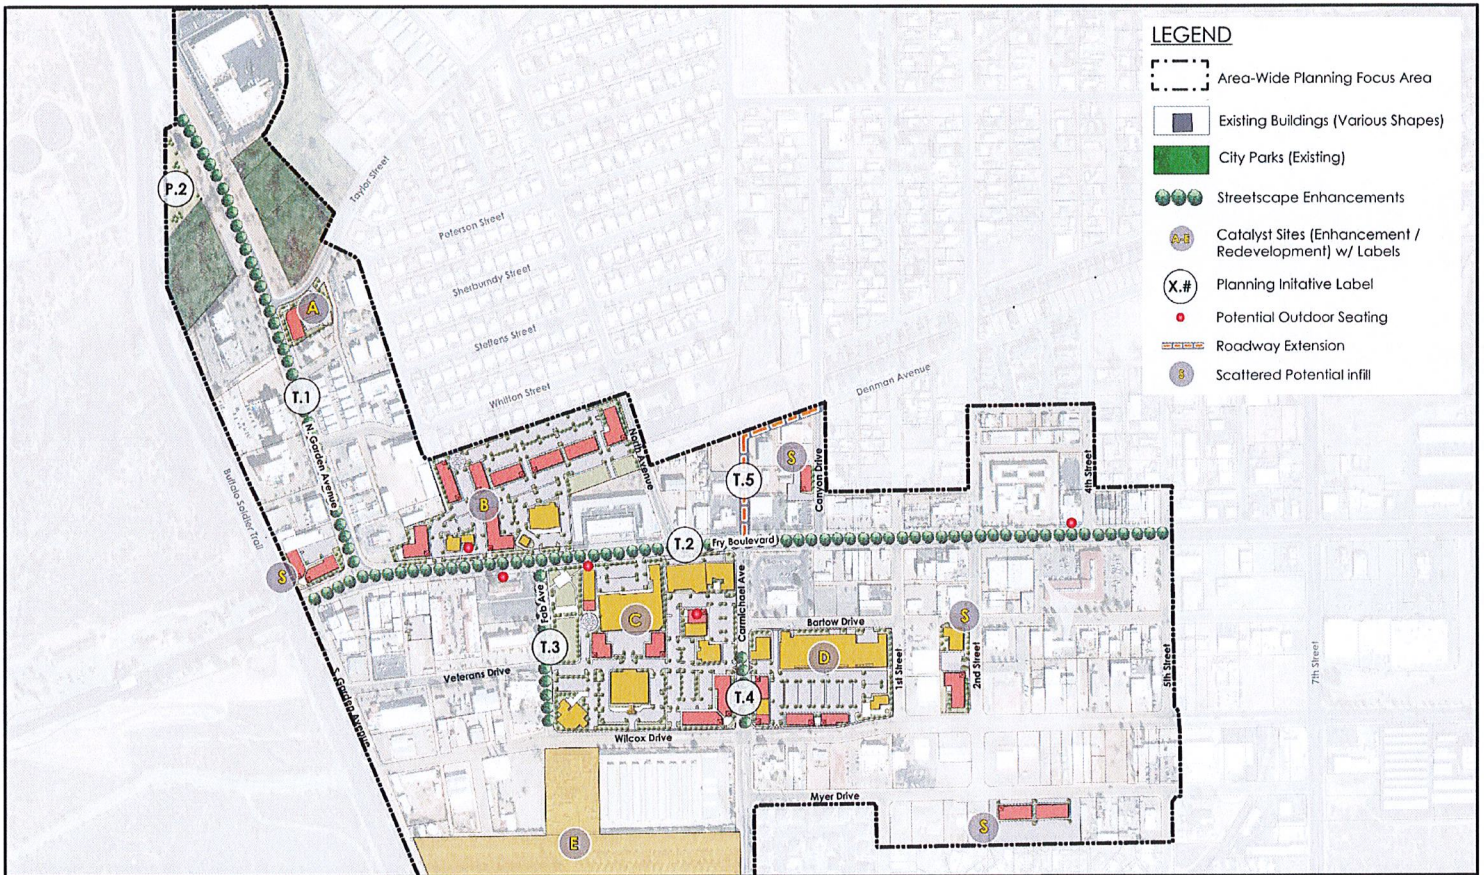 LEGEND
Area-Wide Planning Focus Area
Existing Buildings (Various Shapes)
City Parks (Existing)
Streetscape Enhancements
A-E
Catalyst Sites (Enhancement /
Redevelopment) w/ Labels
X.#
Planning Initative Label
Potential Outdoor Seating
Roadway Extension
S
Scattered Potential infill
P.2
Taylor Street
Peterson Street
Sherbundy Street
Steffens Street
Whitton Street
A
T.1
N. Garden Avenue
Buffalo Soldier Trail
Denman Avenue
North Avenue
B
T.5
S
Canyon Drive
4th Street
T.2
Fry Boulevard
S
Fab Ave
C
Carmichael Ave
Bartow Drive
S
T.3
Veterans Drive
D
1st Street
2nd Street
5th Street
7th Street
T.4
S. Garden Avenue
Wilcox Drive
Myer Drive
E
S